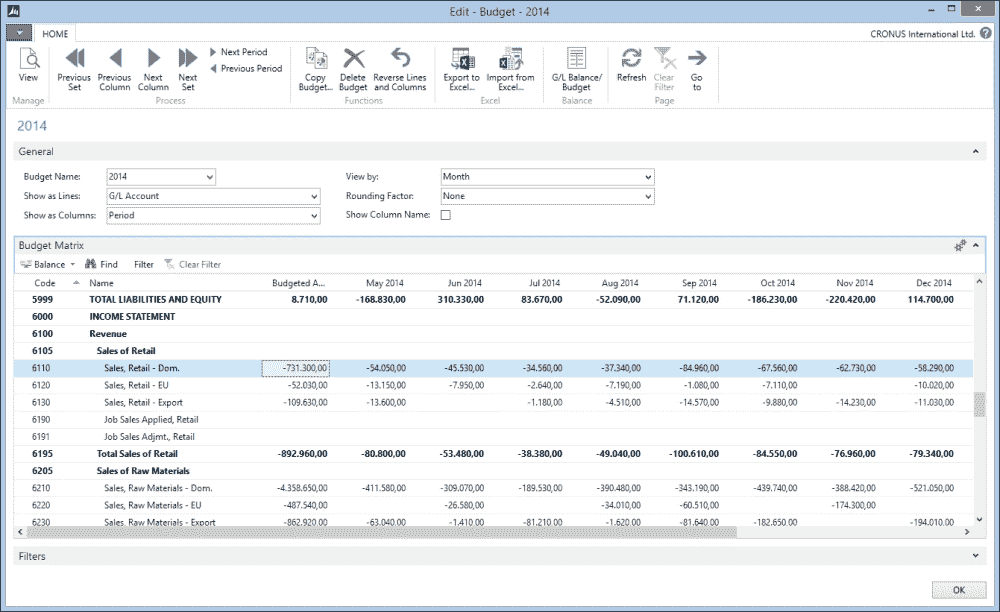 Edit - Budget - 2014
HOME
CRONUS International Ltd.
View
Previous Set
Previous Column
Next Column
Next Set
Next Period
Previous Period
Copy Budget...
Delete Budget
Reverse Lines and Columns
Export to Excel...
Import from Excel...
G/L Balance/ Budget
Refresh
Clear Filter
Go to
Manage
Process
Functions
Excel
Balance
Page
2014
General
Budget Name: 2014
View by: Month
Show as Lines: G/L Account
Rounding Factor: None
Show as Columns: Period
Show Column Name:
Budget Matrix
Balance Find Filter Clear Filter
Code Name Budgeted A... May 2014 Jun 2014 Jul 2014 Aug 2014 Sep 2014 Oct 2014 Nov 2014 Dec 2014
5999 TOTAL LIABILITIES AND EQUITY 8.710,00 -168.830,00 310.330,00 83.670,00 -52.090,00 71.120,00 -186.230,00 -220.420,00 114.700,00
6000 INCOME STATEMENT
6100 Revenue
6105 Sales of Retail
6110 Sales, Retail - Dom. -731.300,00 -54.050,00 -45.530,00 -34.560,00 -37.340,00 -84.960,00 -67.560,00 -62.730,00 -58.290,00
6120 Sales, Retail - EU -52.030,00 -13.150,00 -7.950,00 -2.640,00 -7.190,00 -1.080,00 -7.110,00 -10.020,00
6130 Sales, Retail - Export -109.630,00 -13.600,00 -1.180,00 -4.510,00 -14.570,00 -9.880,00 -14.230,00 -11.030,00
6190 Job Sales Applied, Retail
6191 Job Sales Adjmt., Retail
6195 Total Sales of Retail -892.960,00 -80.800,00 -53.480,00 -38.380,00 -49.040,00 -100.610,00 -84.550,00 -76.960,00 -79.340,00
6205 Sales of Raw Materials
6210 Sales, Raw Materials - Dom. -4.358.650,00 -411.580,00 -309.070,00 -189.530,00 -390.480,00 -343.190,00 -439.740,00 -388.420,00 -521.050,00
6220 Sales, Raw Materials - EU -487.540,00 -26.580,00 -34.010,00 -60.510,00 -174.300,00
6230 Sales, Raw Materials - Export -862.920,00 -63.040,00 -1.410,00 -81.210,00 -1.620,00 -81.640,00 -182.650,00 -194.010,00
Filters
OK